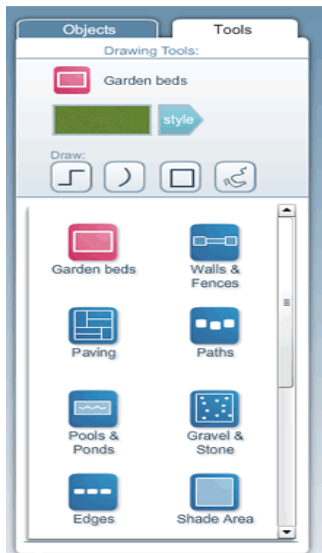 Objects Tools
Drawing Tools:
Garden beds
style
Draw:
Garden beds
Walls &
Fences
Paving
Paths
Pools &
Ponds
Gravel &
Stone
Edges
Shade Area